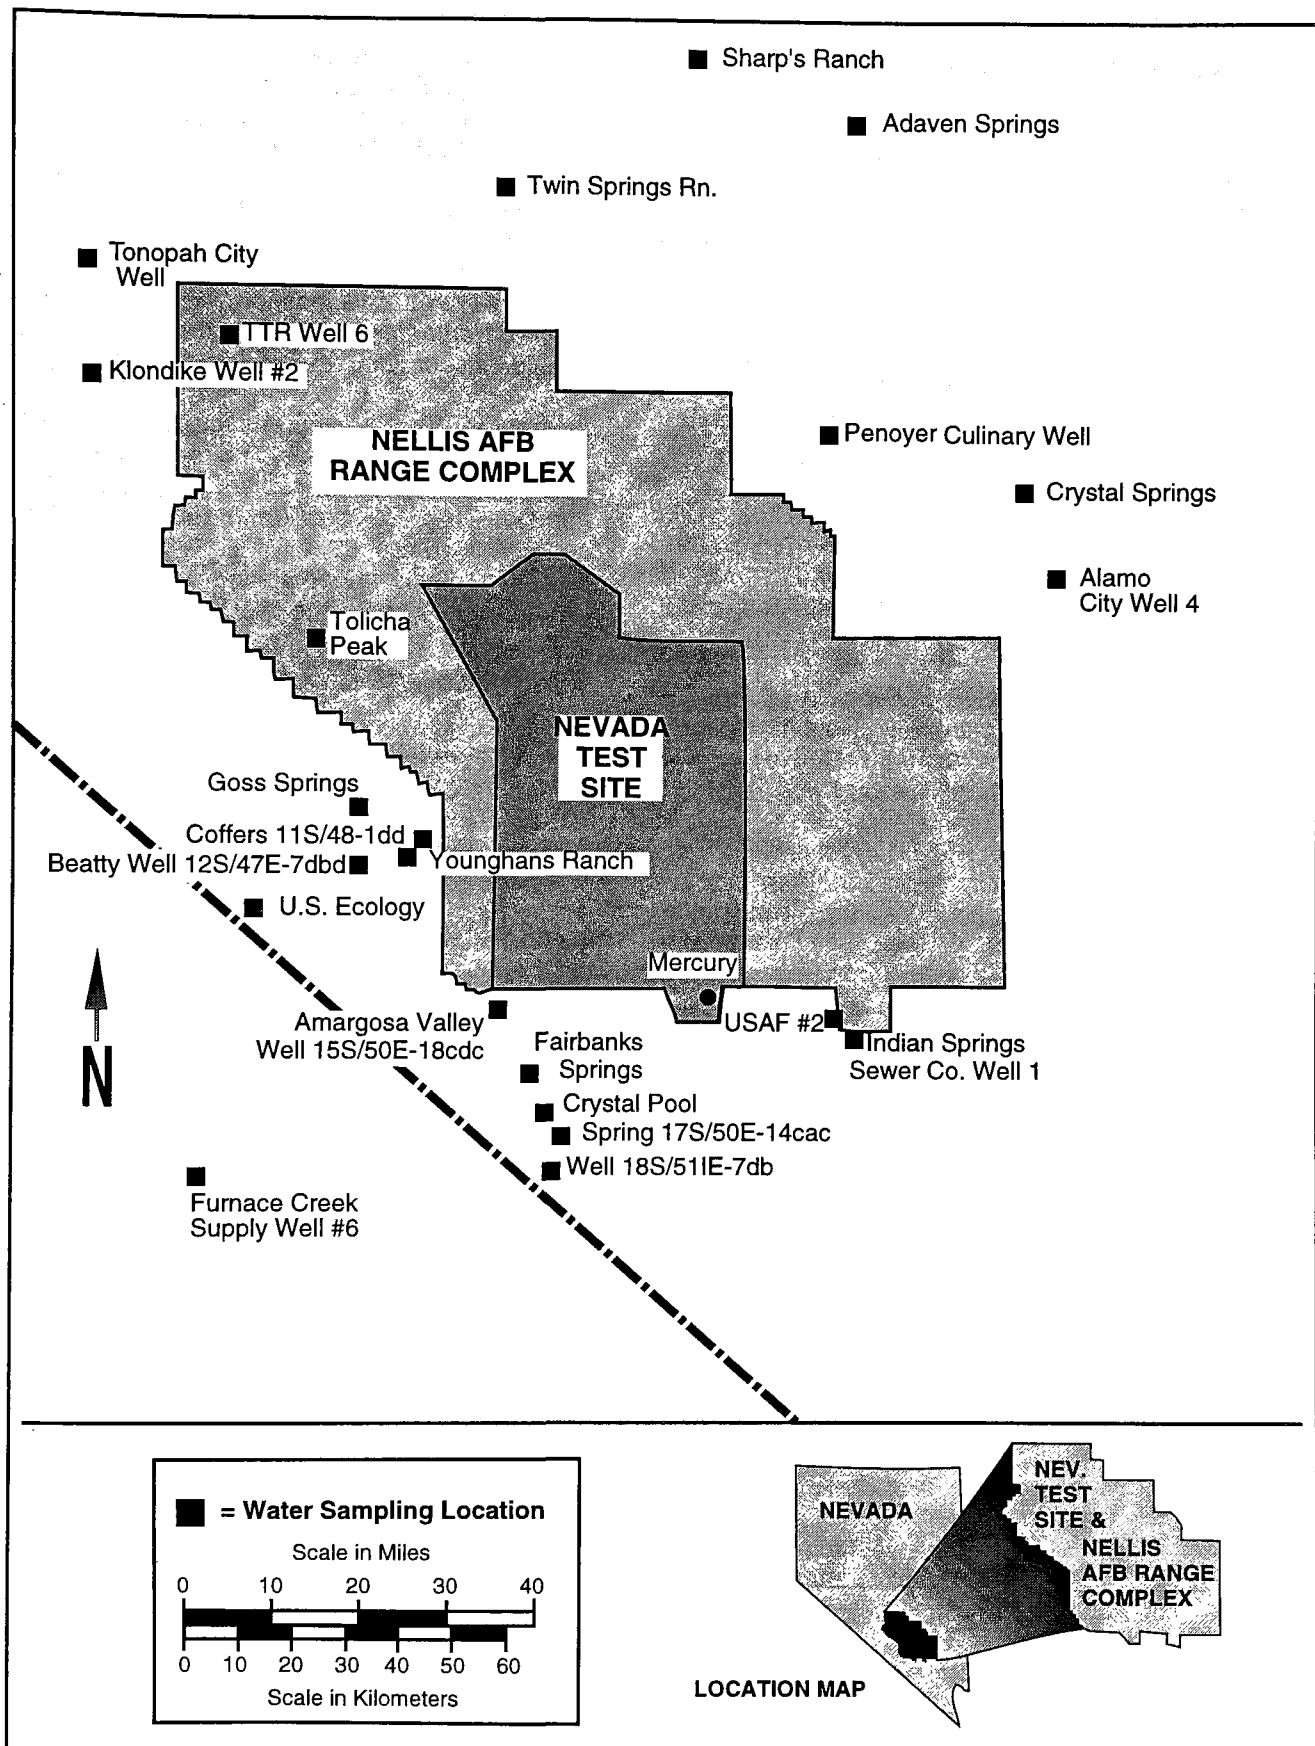 Sharp's Ranch
Adaven Springs
Twin Springs Rn.
Tonopah City
Well
TTR Well 6
Klondike Well #2
NELLIS AFB
RANGE COMPLEX
Penoyer Culinary Well
Crystal Springs
Alamo
City Well 4
Tolicha
Peak
NEVADA
TEST
SITE
Goss Springs
Coffers 11S/48-1dd
Younghans Ranch
Beatty Well 12S/47E-7dbd
U.S. Ecology
Mercury
N
Amargosa Valley
Well 15S/50E-18cdc
USAF #2
Indian Springs
Sewer Co. Well 1
Fairbanks
Springs
Crystal Pool
Spring 17S/50E-14cac
Well 18S/51IE-7db
Furnace Creek
Supply Well #6
= Water Sampling Location
Scale in Miles
0 10 20 30 40
0 10 20 30 40 50 60
Scale in Kilometers
NEVADA
NEV.
TEST
SITE &
NELLIS
AFB RANGE
COMPLEX
LOCATION MAP